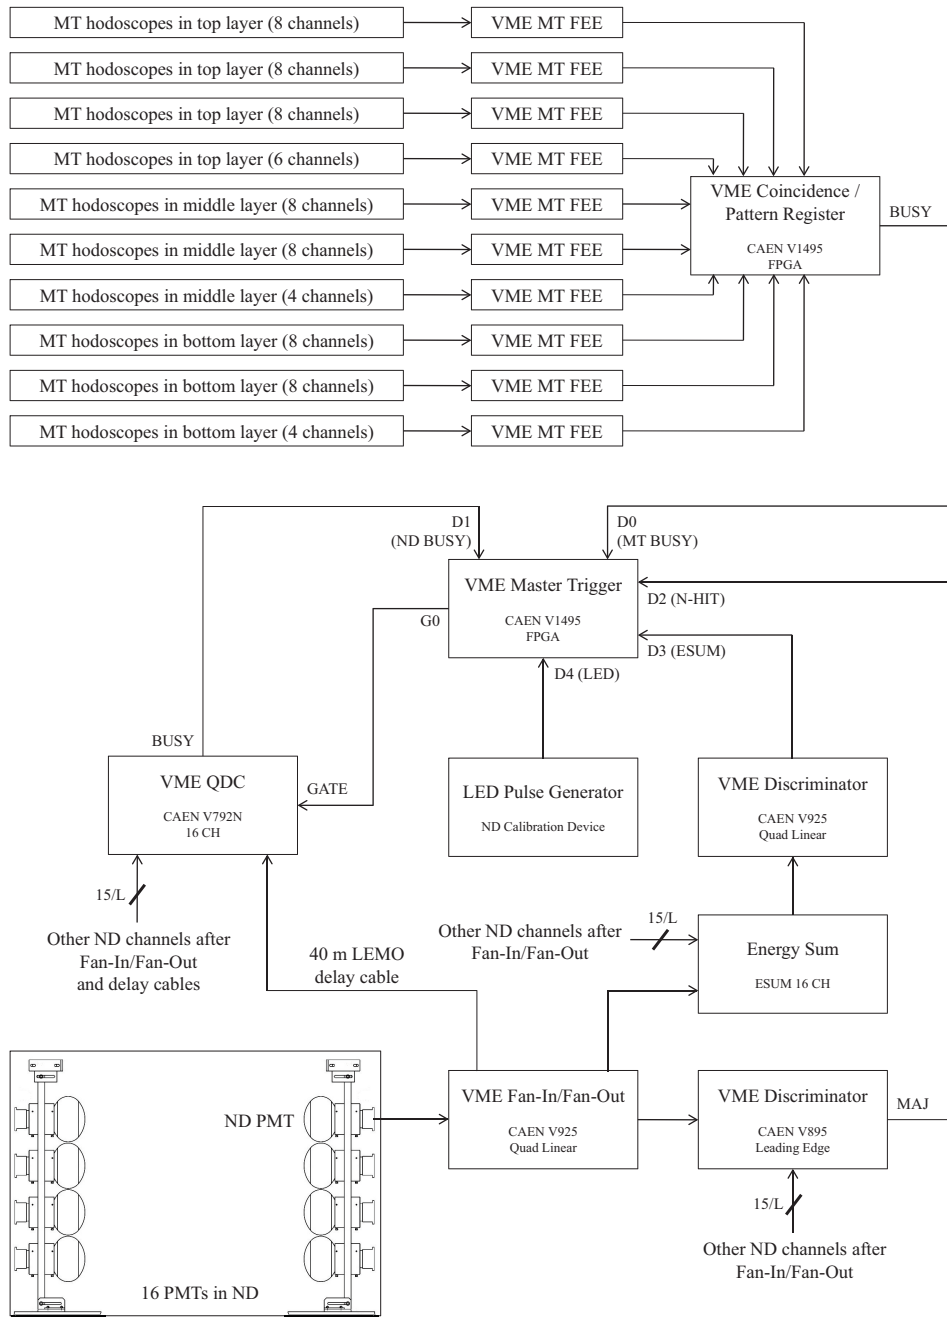 MT hodoscopes in top layer (8 channels)
VME MT FEE
MT hodoscopes in top layer (8 channels)
VME MT FEE
MT hodoscopes in top layer (8 channels)
VME MT FEE
MT hodoscopes in top layer (6 channels)
VME MT FEE
MT hodoscopes in middle layer (8 channels)
VME MT FEE
MT hodoscopes in middle layer (8 channels)
VME MT FEE
MT hodoscopes in middle layer (4 channels)
VME MT FEE
MT hodoscopes in bottom layer (8 channels)
VME MT FEE
MT hodoscopes in bottom layer (8 channels)
VME MT FEE
MT hodoscopes in bottom layer (4 channels)
VME MT FEE
VME Coincidence /
Pattern Register
CAEN V1495
FPGA
BUSY
D1
(ND BUSY)
D0
(MT BUSY)
VME Master Trigger
CAEN V1495
FPGA
G0
D2 (N-HIT)
D3 (ESUM)
D4 (LED)
BUSY
VME QDC
CAEN V792N
16 CH
GATE
LED Pulse Generator
ND Calibration Device
VME Discriminator
CAEN V925
Quad Linear
15/L
Other ND channels after
Fan-In/Fan-Out
and delay cables
40 m LEMO
delay cable
15/L
Other ND channels after
Fan-In/Fan-Out
Energy Sum
ESUM 16 CH
ND PMT
16 PMTs in ND
VME Fan-In/Fan-Out
CAEN V925
Quad Linear
VME Discriminator
CAEN V895
Leading Edge
MAJ
15/L
Other ND channels after
Fan-In/Fan-Out